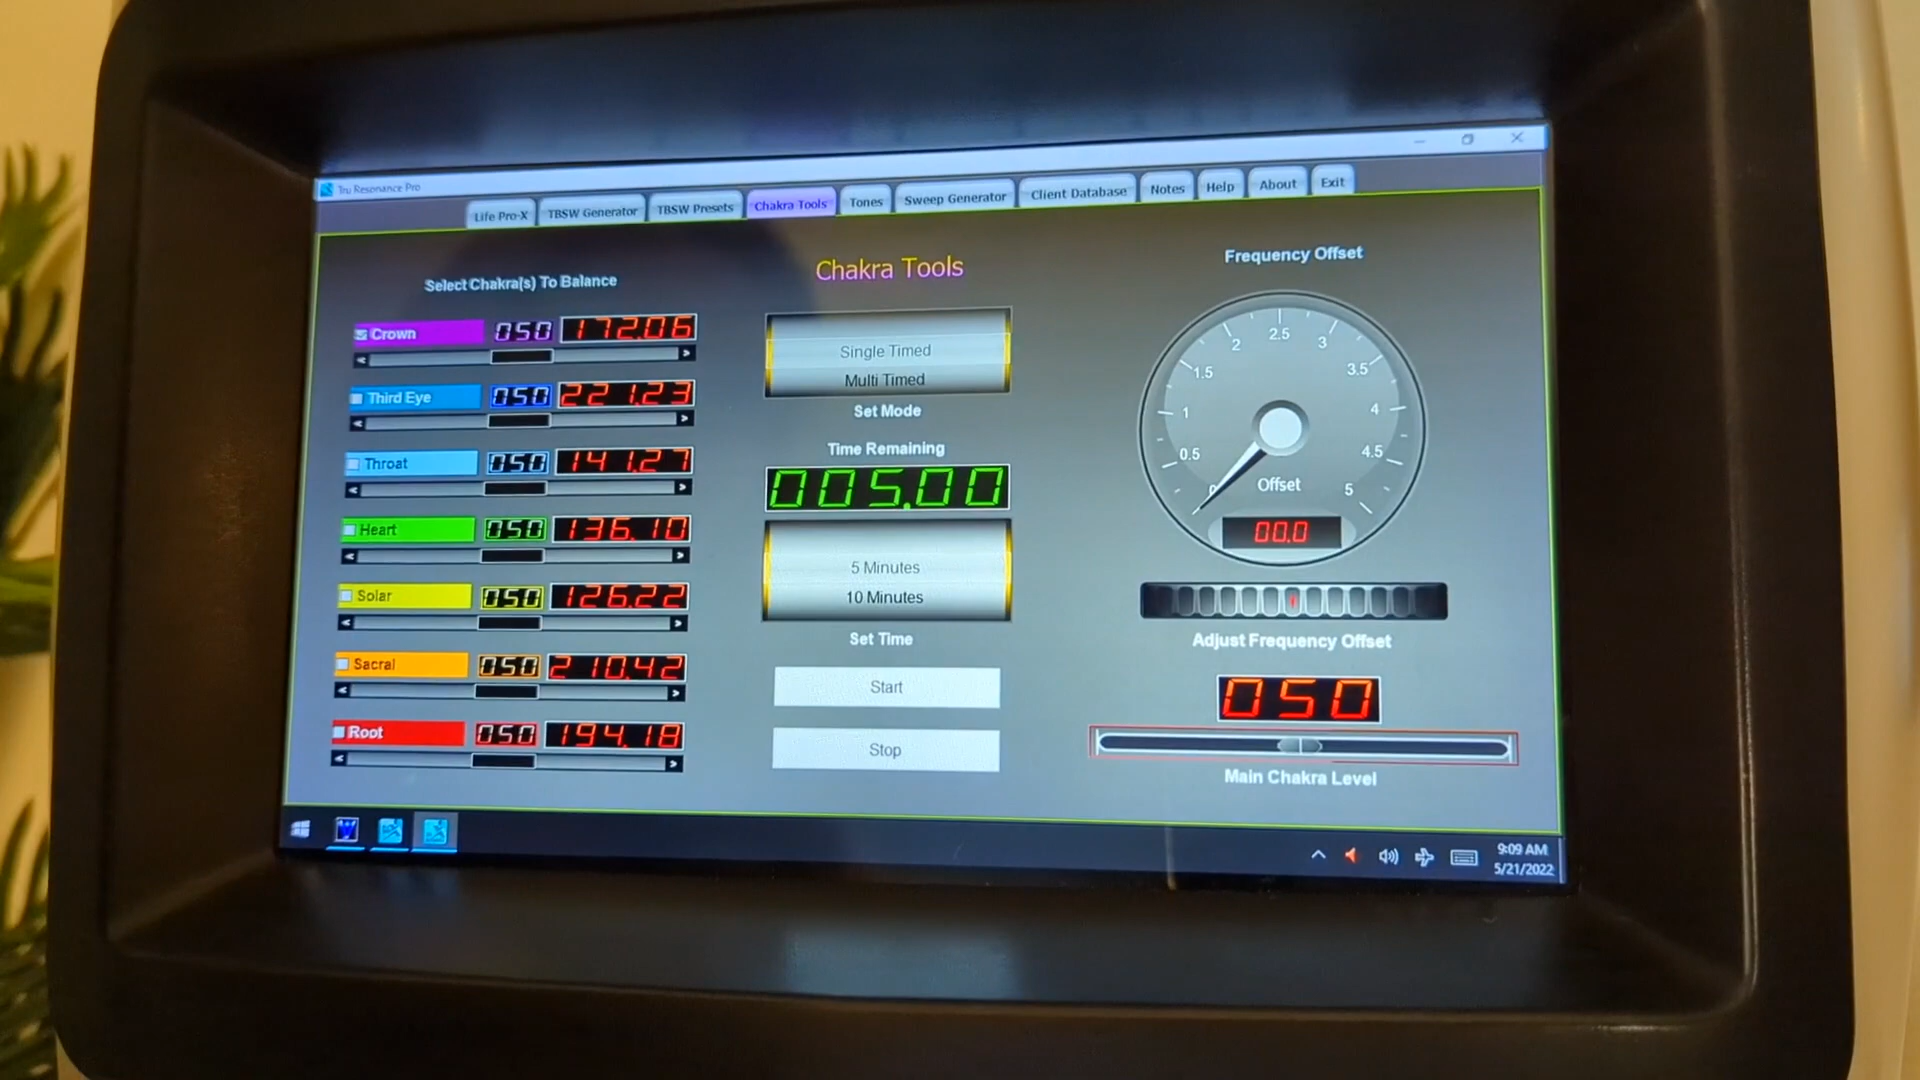 Tru Resonance Pro
Life Pro-X TBSW Generator TBSW Presets Chakra Tools Tones Sweep Generator Client Database Notes Help About Exit
Select Chakra(s) To Balance
Crown 050 172.06
Third Eye 050 221.23
Throat 050 141.27
Heart 050 136.10
Solar 050 126.22
Sacral 050 210.42
Root 050 194.18
Chakra Tools
Single Timed
Multi Timed
Set Mode
Time Remaining
005.00
5 Minutes
10 Minutes
Set Time
Start
Stop
Frequency Offset
0 0.5 1 1.5 2 2.5 3 3.5 4 4.5 5
Offset
00.0
Adjust Frequency Offset
050
Main Chakra Level
9:09 AM
5/21/2022